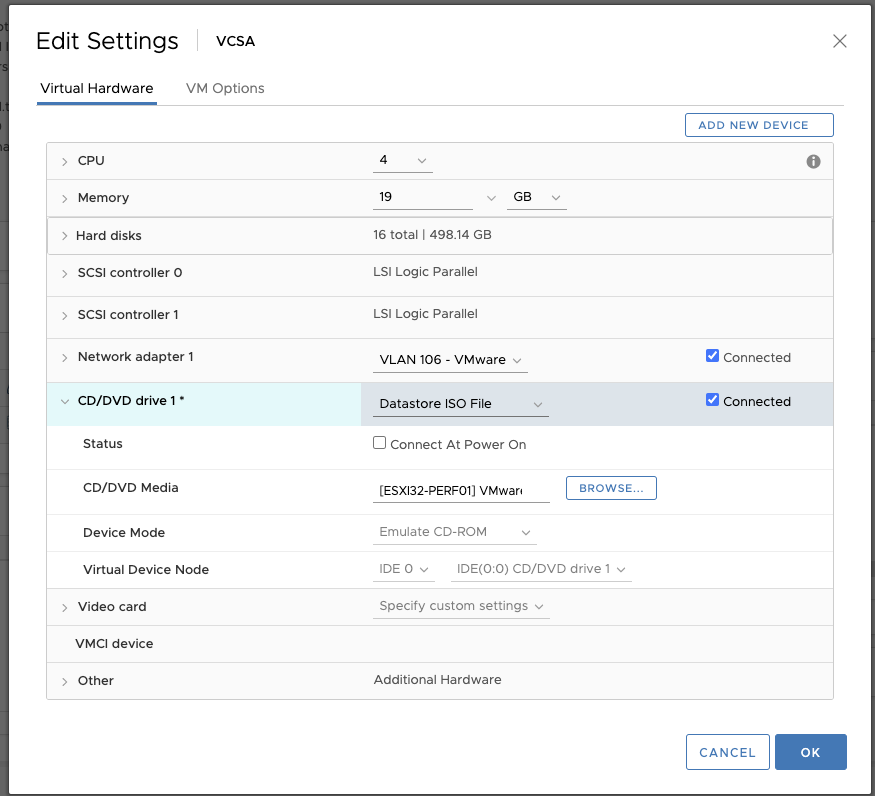 Edit Settings VCSA
Virtual Hardware VM Options
ADD NEW DEVICE
CPU 4
Memory 19 GB
Hard disks 16 total | 498.14 GB
SCSI controller 0 LSI Logic Parallel
SCSI controller 1 LSI Logic Parallel
Network adapter 1 VLAN 106 - VMware Connected
CD/DVD drive 1 * Datastore ISO File Connected
Status Connect At Power On
CD/DVD Media [ESXI32-PERF01] VMware BROWSE...
Device Mode Emulate CD-ROM
Virtual Device Node IDE 0 IDE(0:0) CD/DVD drive 1
Video card Specify custom settings
VMCI device
Other Additional Hardware
CANCEL OK